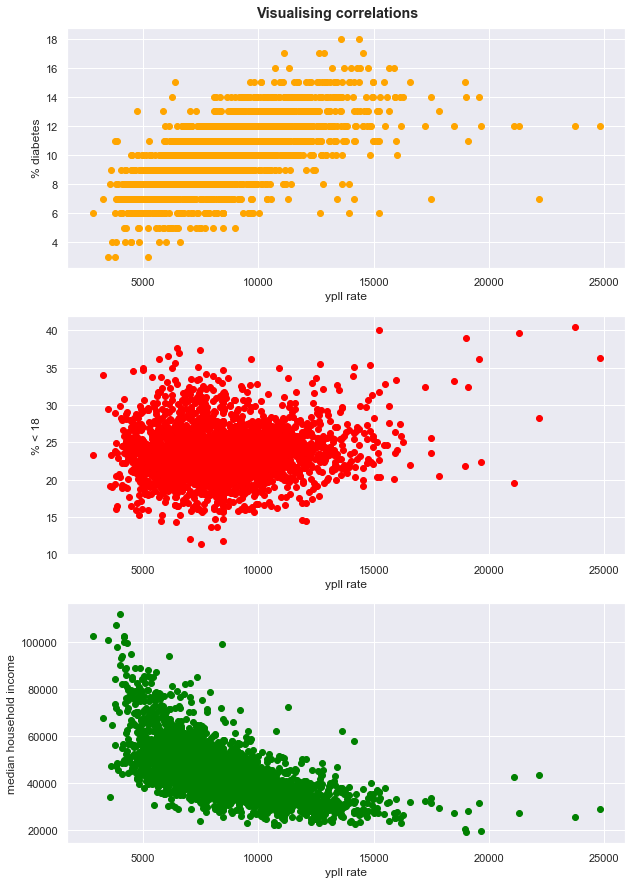 Visualising correlations
18
16
14
12
10
8
6
4
% diabetes
5000 10000 15000 20000 25000
ypll rate
40
35
30
25
20
15
10
% < 18
5000 10000 15000 20000 25000
ypll rate
100000
80000
60000
40000
20000
median household income
5000 10000 15000 20000 25000
ypll rate